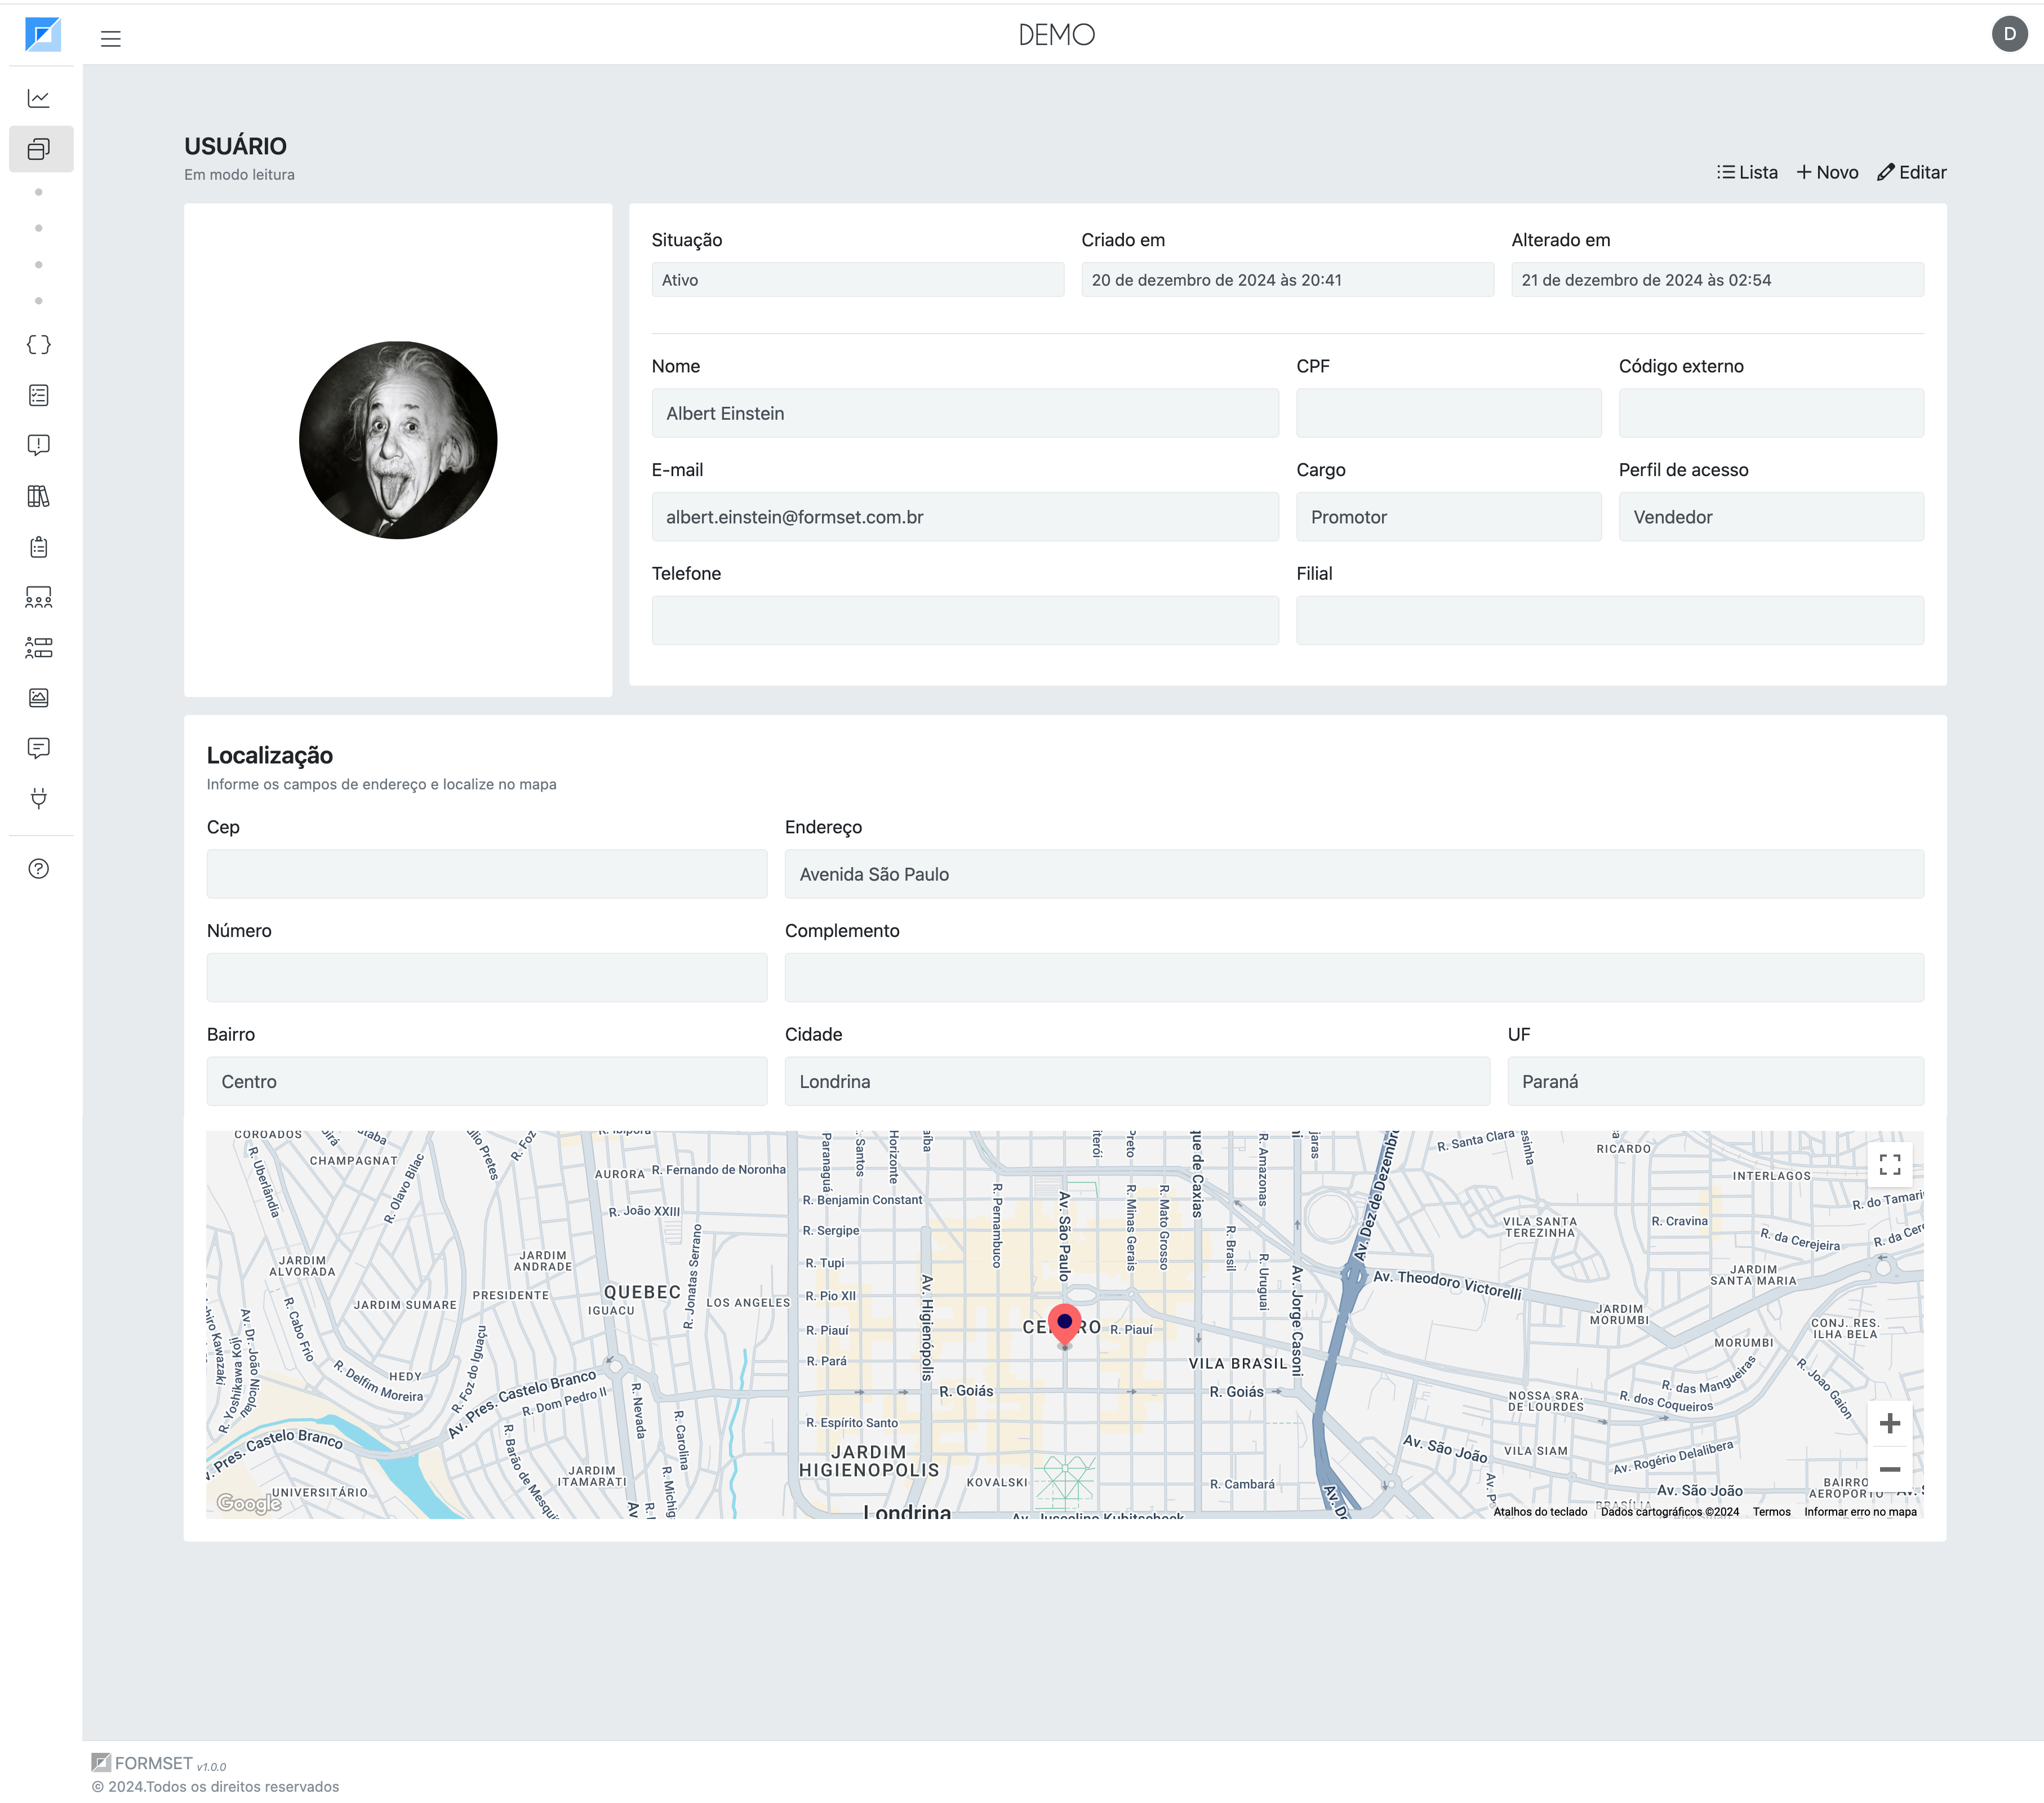 DEMO
D
USUÁRIO
Em modo leitura
Lista
Novo
Editar
Situação
Criado em
Alterado em
Ativo
20 de dezembro de 2024 às 20:41
21 de dezembro de 2024 às 02:54
Nome
CPF
Código externo
Albert Einstein
E-mail
Cargo
Perfil de acesso
albert.einstein@formset.com.br
Promotor
Vendedor
Telefone
Filial
Localização
Informe os campos de endereço e localize no mapa
Cep
Endereço
Avenida São Paulo
Número
Complemento
Bairro
Cidade
UF
Centro
Londrina
Paraná
COROADOS
CHAMPAGNAT
R. Uberlândia
R. Olavo Bilac
AURORA
R. Fernando de Noronha
R. João XXIII
R. Jonatas Serrano
R. Benjamin Constant
R. Sergipe
R. Tupi
R. Pio XII
R. Piauí
R. Pará
R. Espírito Santo
JARDIM
ALVORADA
JARDIM
ANDRADE
QUEBEC
PRESIDENTE
IGUACU
LOS ANGELES
JARDIM SUMARE
R. Cabo Frio
HEDY
R. Delfim Moreira
R. Foz do Iguaçu
Av. Pres. Castelo Branco
R. Dom Pedro II
R. Nevada
R. Carolina
JARDIM
ITAMARATI
UNIVERSITÁRIO
Google
Av. Higienópolis
R. Pernambuco
Av. São Paulo
R. Minas Gerais
R. Mato Grosso
R. Amazonas
R. Brasil
R. Uruguai
Av. Jorge Casoni
Av. Dez de Dezembro
R. Piauí
R. Goiás
R. Goiás
VILA BRASIL
R. Cambará
KOVALSKI
JARDIM
HIGIENOPOLIS
Londrina
Av. Juscelino Kubitscheck
R. Santa Clara
RICARDO
INTERLAGOS
VILA SANTA
TEREZINHA
R. Cravina
R. da Cerejeira
JARDIM
SANTA MARIA
Av. Theodoro Victorelli
JARDIM
MORUMBI
MORUMBI
CONJ. RES.
ILHA BELA
NOSSA SRA.
DE LOURDES
R. das Mangueiras
R. dos Coqueiros
R. Joao Gaion
Av. São João
VILA SIAM
Av. Rogério Delalibera
Av. São João
BAIRRO
AEROPORTO
Atalhos do teclado
Dados cartográficos ©2024
Termos
Informar erro no mapa
FORMSET v1.0.0
© 2024.Todos os direitos reservados